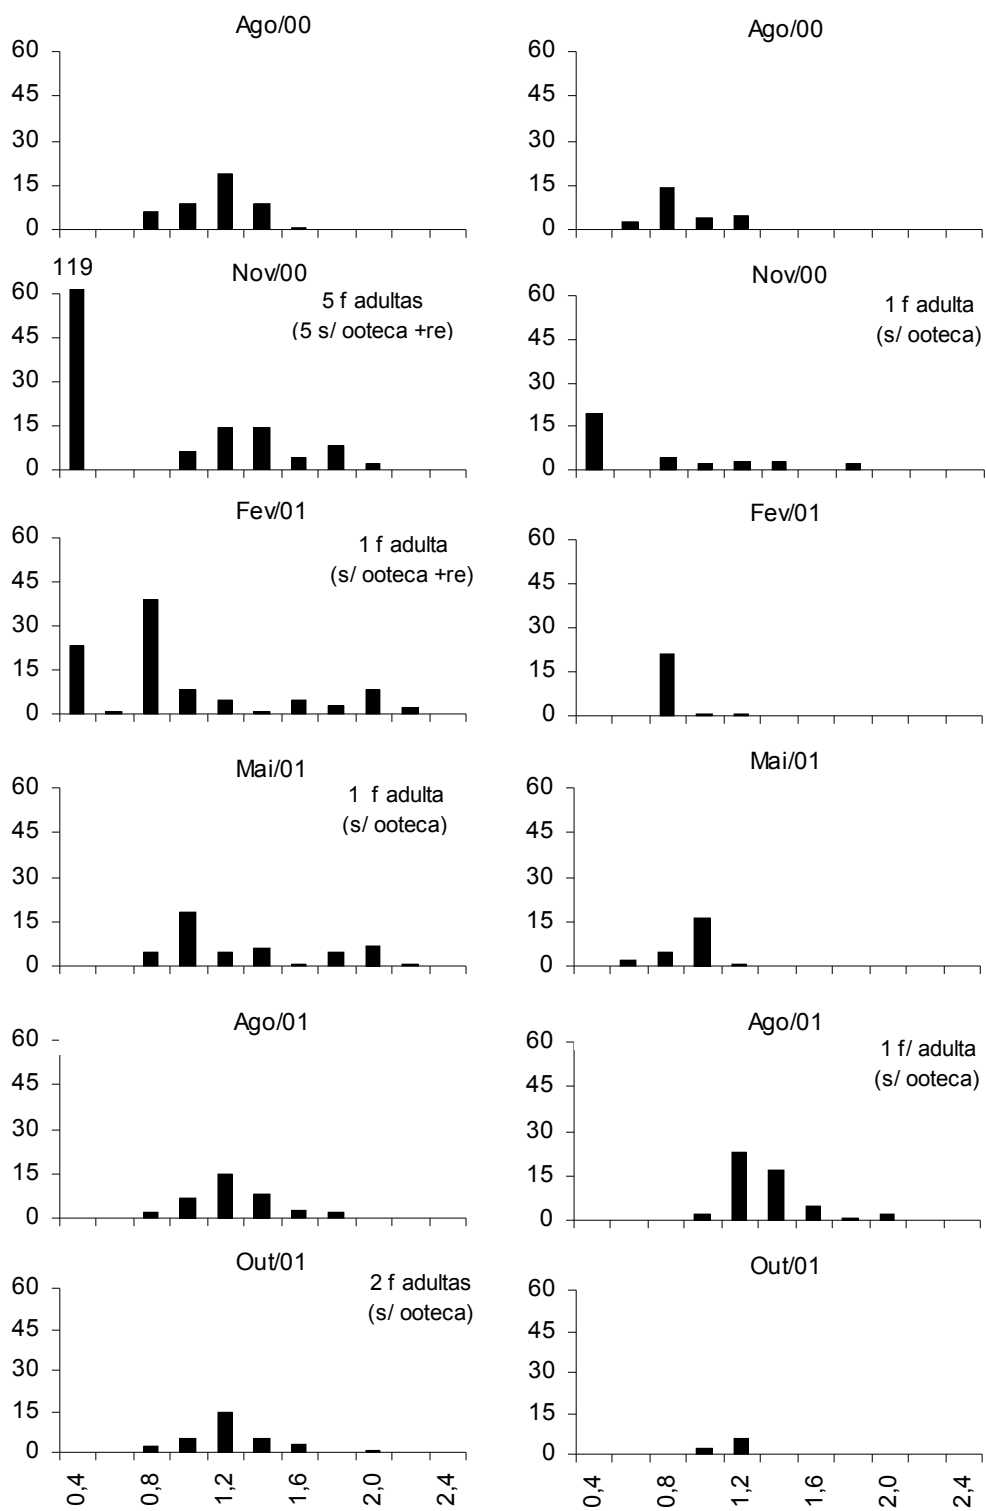 Ago/00
60
45
30
15
0
Ago/00
60
45
30
15
0
119
Nov/00
5 f adultas
(5 s/ ooteca +re)
60
45
30
15
0
Nov/00
1 f adulta
(s/ ooteca)
60
45
30
15
0
Fev/01
1 f adulta
(s/ ooteca +re)
60
45
30
15
0
Fev/01
60
45
30
15
0
Mai/01
1 f adulta
(s/ ooteca)
60
45
30
15
0
Mai/01
60
45
30
15
0
Ago/01
60
45
30
15
0
Ago/01
1 f/ adulta
(s/ ooteca)
60
45
30
15
0
Out/01
2 f adultas
(s/ ooteca)
60
45
30
15
0
0,4 0,8 1,2 1,6 2,0 2,4
Out/01
60
45
30
15
0
0,4 0,8 1,2 1,6 2,0 2,4